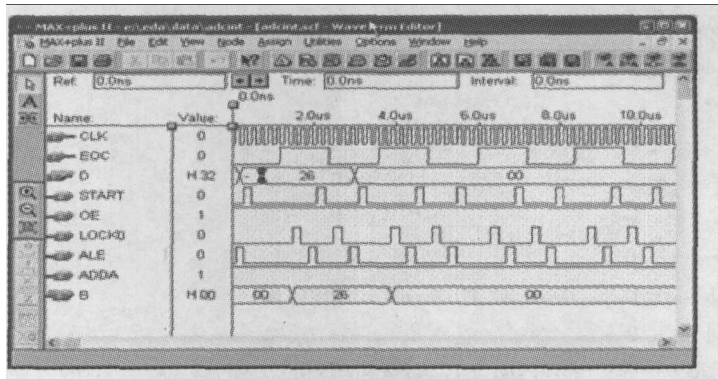 MAX+plus II - e:\eda\data\adcint - [adcint.scf - Waveform Editor]
MAX+plus II File Edit View Node Assign Utilities Options Window Help
Ref: 0.0ns Time: 0.0ns Interval: 0.0ns
0.0ns
Name: Value: 2.0us 4.0us 6.0us 8.0us 10.0us
CLK 0
EOC 0
D H 32 26 00
START 0
OE 1
LOCK0 0
ALE 0
ADDA 1
B H 00 00 26 00